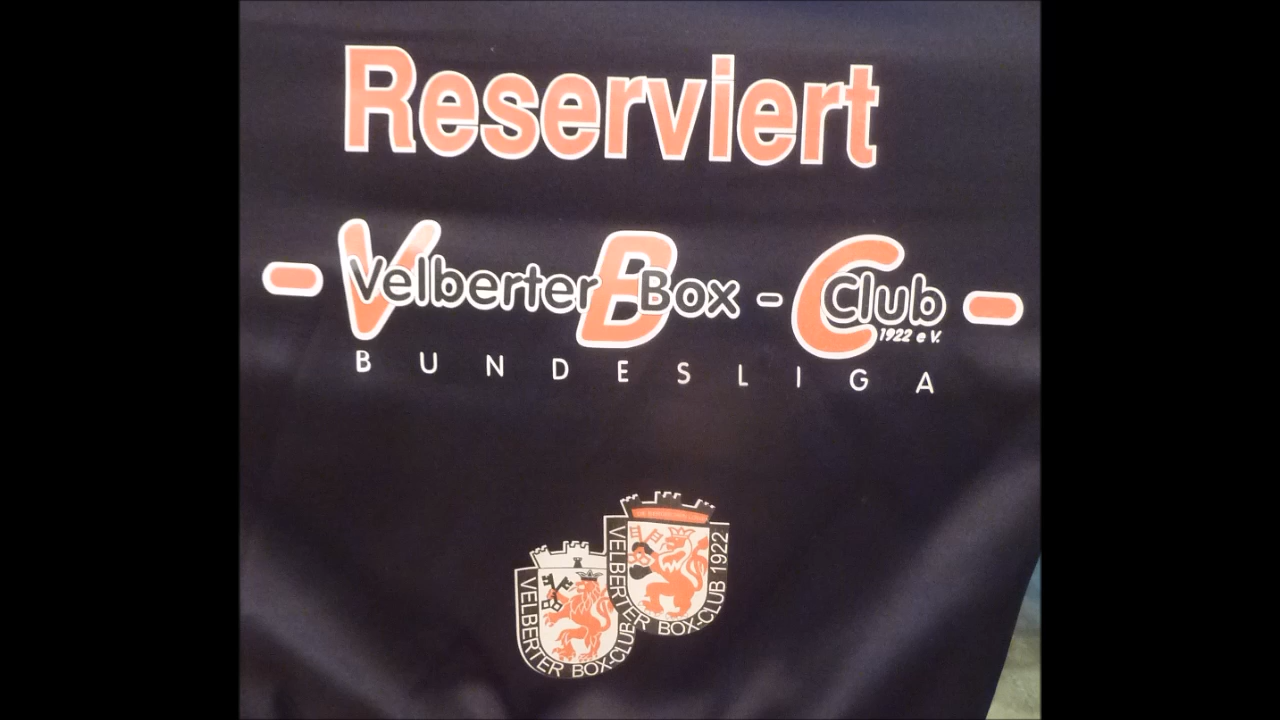 Reserviert
- Velberter Box - Club -
1922 e V.
BUNDESLIGA
VELBERTER BOX-CLUB 1922
VELBERTER BOX-CLUB